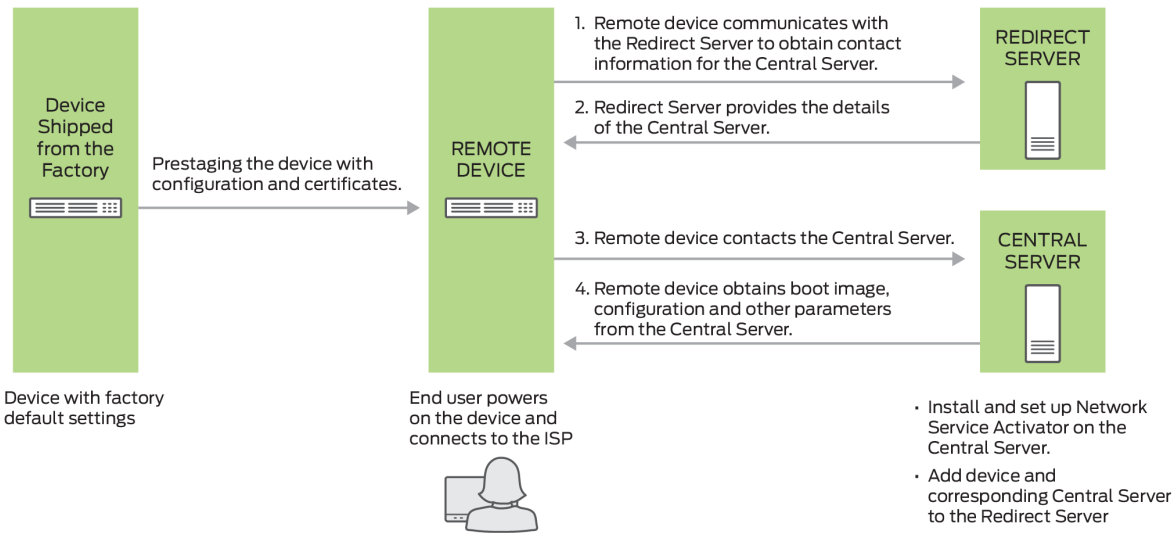 Device
Shipped
from the
Factory
Device with factory
default settings
Prestaging the device with
configuration and certificates.
REMOTE
DEVICE
End user powers
on the device and
connects to the ISP
1. Remote device communicates with
the Redirect Server to obtain contact
information for the Central Server.
2. Redirect Server provides the details
of the Central Server.
3. Remote device contacts the Central Server.
4. Remote device obtains boot image,
configuration and other parameters
from the Central Server.
REDIRECT
SERVER
CENTRAL
SERVER
• Install and set up Network
Service Activator on the
Central Server.
• Add device and
corresponding Central Server
to the Redirect Server